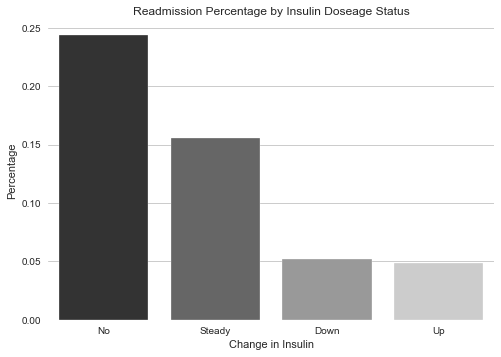 Readmission Percentage by Insulin Doseage Status
0.25
0.20
0.15
0.10
0.05
0.00
Percentage
No
Steady
Down
Up
Change in Insulin